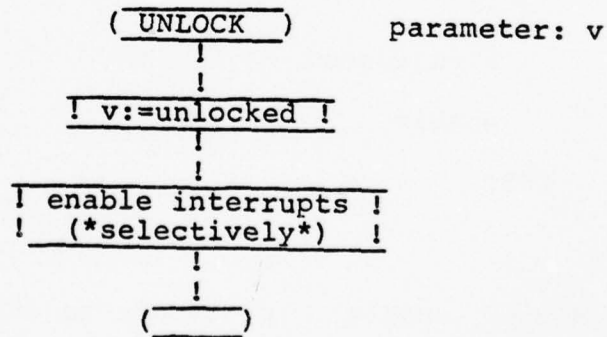 ( UNLOCK ) parameter: v
!
!
! v:=unlocked !
!
!
! enable interrupts !
! (*selectively*) !
!
!
( )